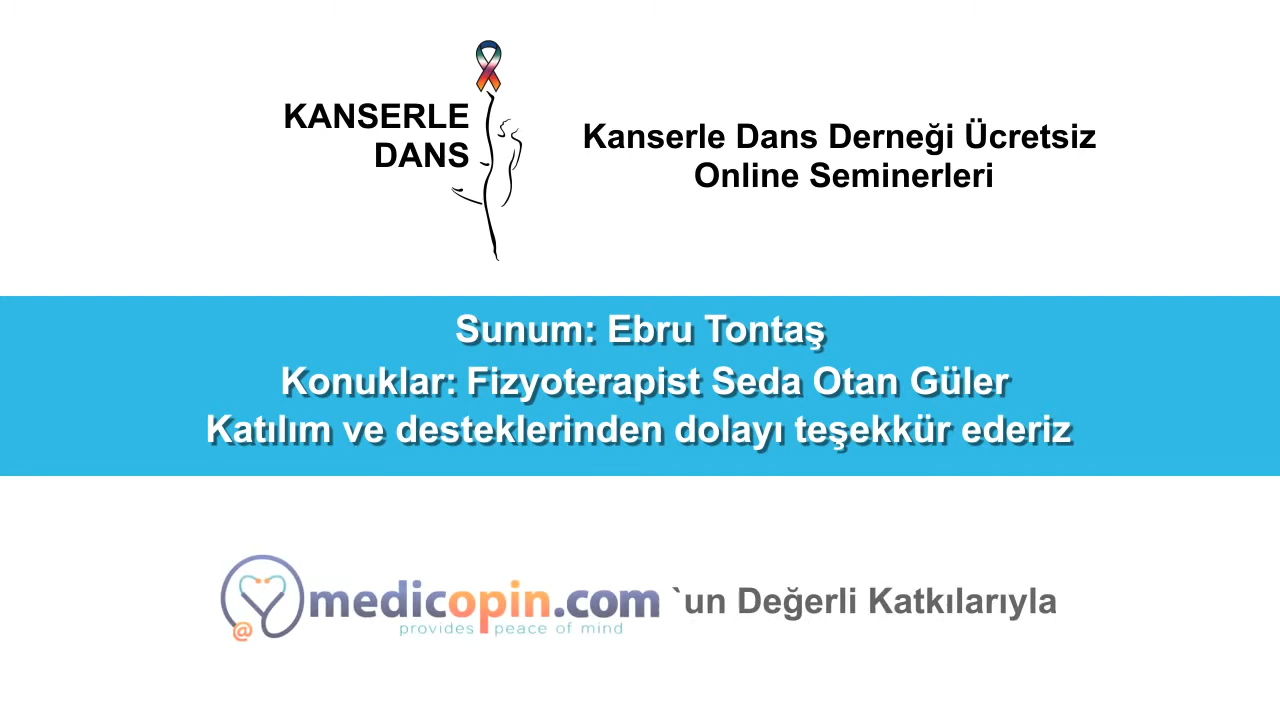 KANSERLE
DANS
Kanserle Dans Derneği Ücretsiz
Online Seminerleri
Sunum: Ebru Tontaş
Konuklar: Fizyoterapist Seda Otan Güler
Katılım ve desteklerinden dolayı teşekkür ederiz
@medicopin.com `un Değerli Katkılarıyla
provides peace of mind